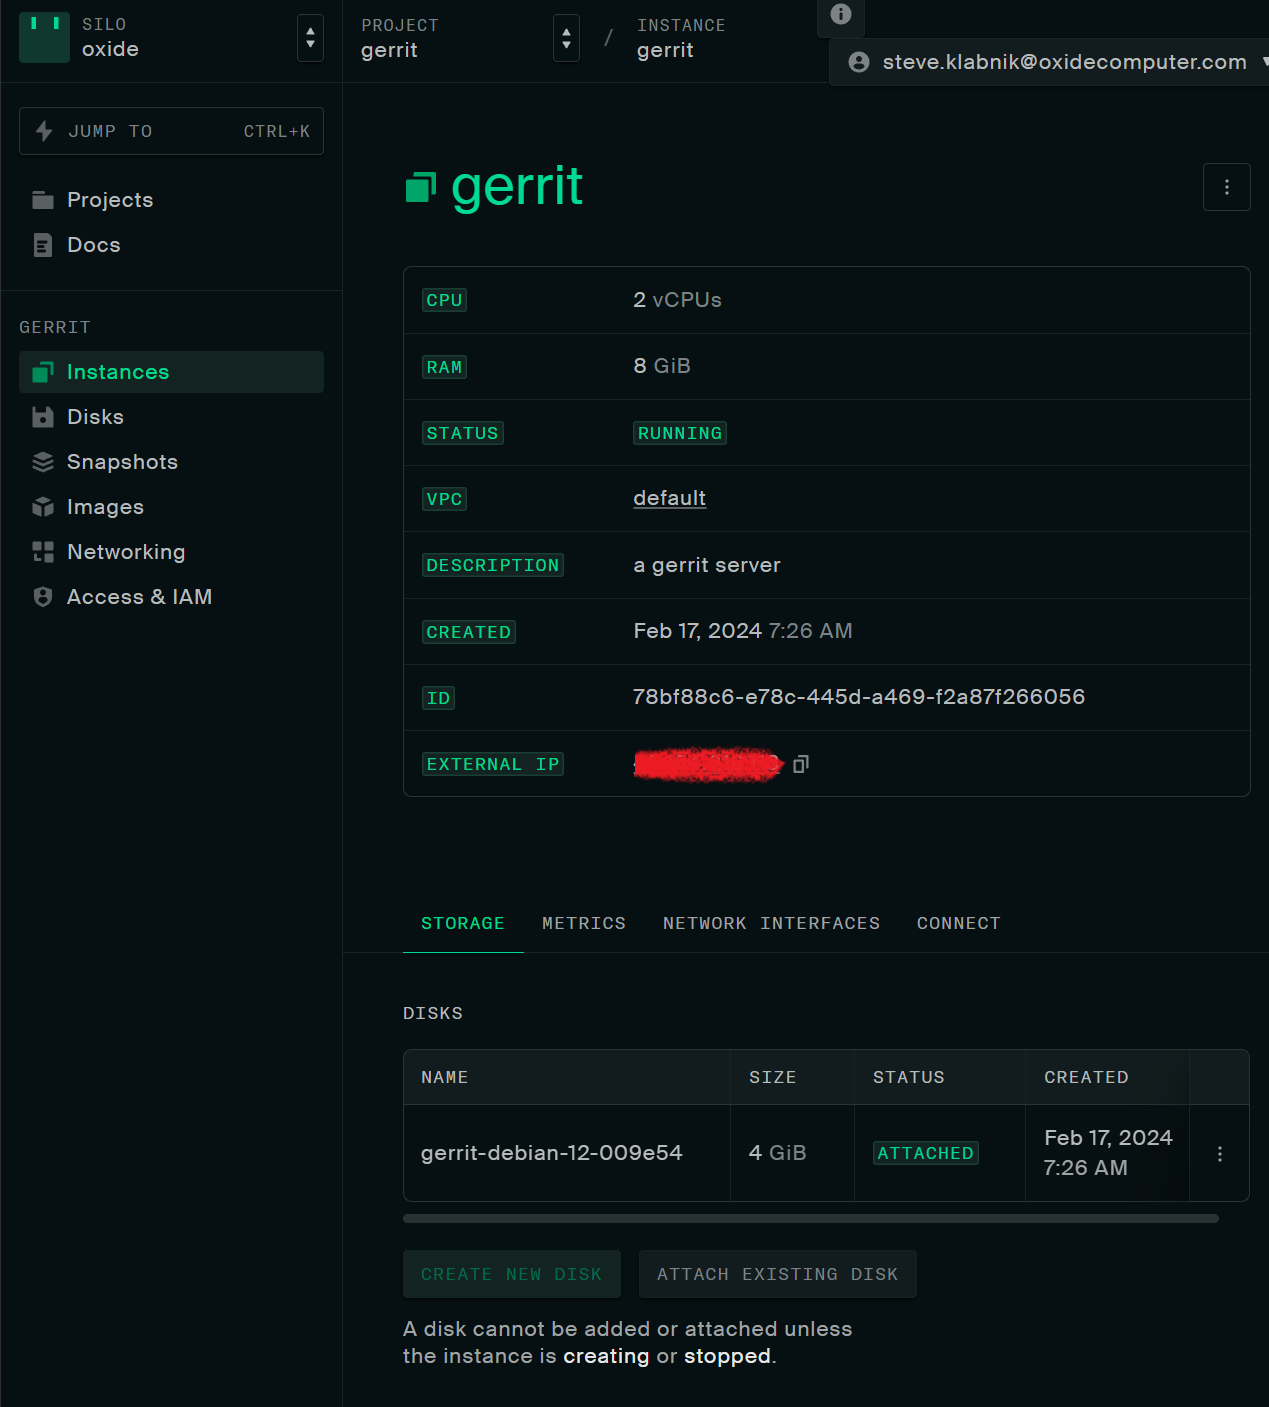 SILO
oxide
PROJECT
gerrit
/
INSTANCE
gerrit
steve.klabnik@oxidecomputer.com
JUMP TO CTRL+K
Projects
Docs
GERRIT
Instances
Disks
Snapshots
Images
Networking
Access & IAM
gerrit
CPU 2 vCPUs
RAM 8 GiB
STATUS RUNNING
VPC default
DESCRIPTION a gerrit server
CREATED Feb 17, 2024 7:26 AM
ID 78bf88c6-e78c-445d-a469-f2a87f266056
EXTERNAL IP
STORAGE METRICS NETWORK INTERFACES CONNECT
DISKS
NAME SIZE STATUS CREATED
gerrit-debian-12-009e54 4 GiB ATTACHED Feb 17, 2024
7:26 AM
CREATE NEW DISK ATTACH EXISTING DISK
A disk cannot be added or attached unless
the instance is creating or stopped.